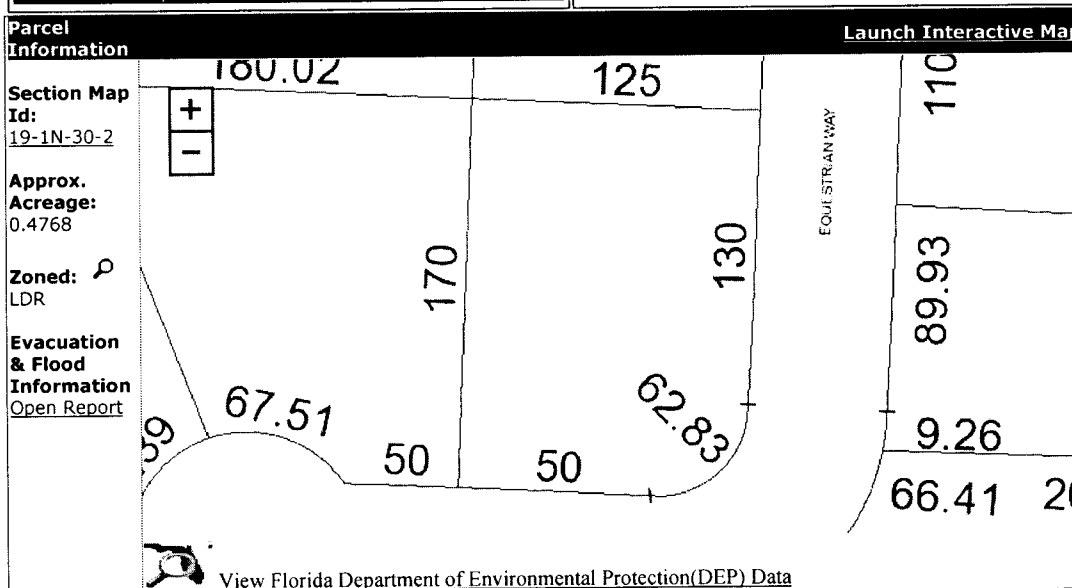 Parcel
Information
Launch Interactive Map
Section Map
Id:
19-1N-30-2
Approx.
Acreage:
0.4768
Zoned:
LDR
Evacuation
& Flood
Information
Open Report
180.02
125
110
+
−
EQUESTRIAN WAY
170
130
89.93
67.51
62.83
50
50
9.26
66.41
View Florida Department of Environmental Protection(DEP) Data